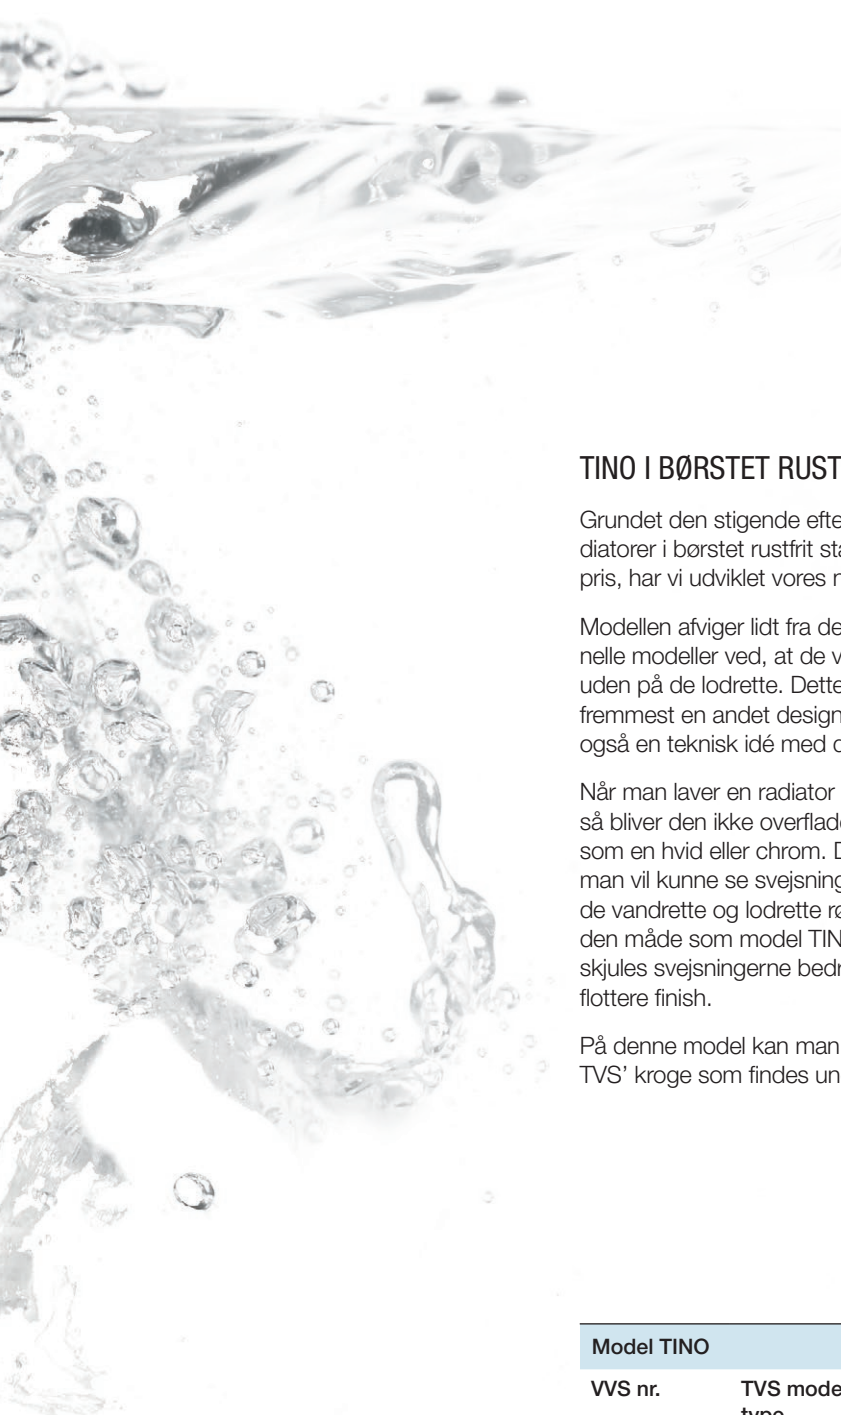 TINO I BØRSTET RUST
Grundet den stigende efte
diatorer i børstet rustfrit stå
pris, har vi udviklet vores n
Modellen afviger lidt fra de
nelle modeller ved, at de v
uden på de lodrette. Dette
fremmest en andet design
også en teknisk idé med d
Når man laver en radiator
så bliver den ikke overflade
som en hvid eller chrom. D
man vil kunne se svejsning
de vandrette og lodrette rø
den måde som model TIN
skjules svejsningerne bedr
flottere finish.
På denne model kan man
TVS’ kroge som findes un
Model TINO
VVS nr. TVS mode
type